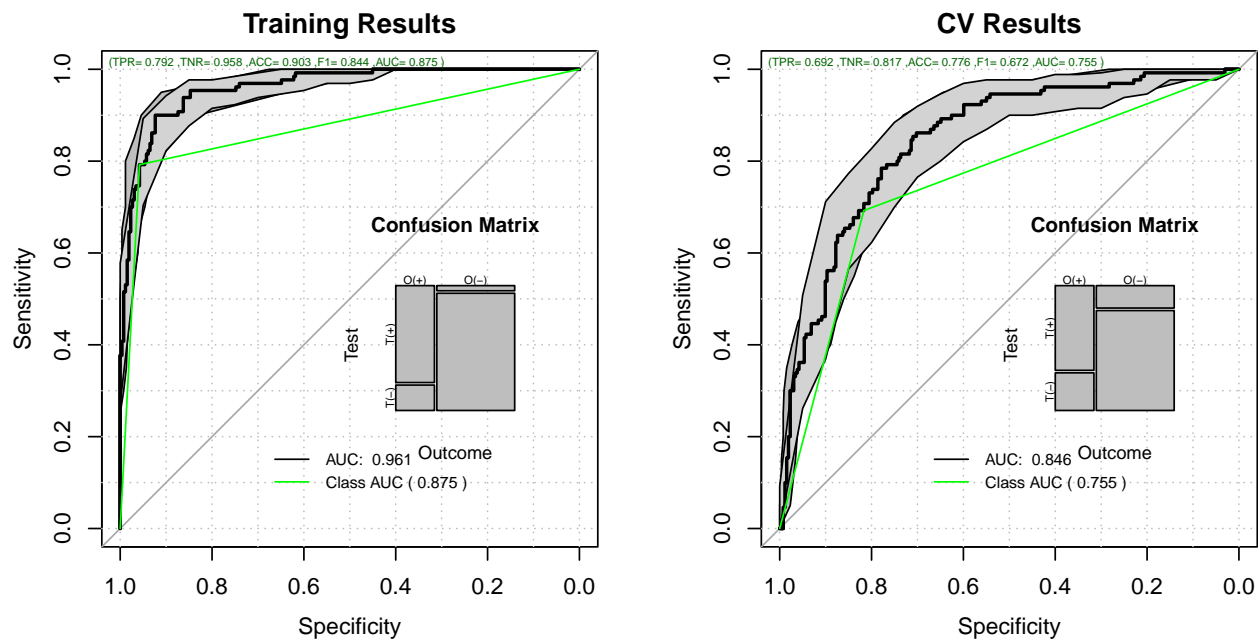 Training Results
(TPR= 0.792 ,TNR= 0.958 ,ACC= 0.903 ,F1= 0.844 ,AUC= 0.875 )
1.0
0.8
0.6
0.4
0.2
0.0
Sensitivity
Confusion Matrix
O(+) O(−)
T(+)
T(−)
Test
Outcome
AUC: 0.961
Class AUC ( 0.875 )
1.0 0.8 0.6 0.4 0.2 0.0
Specificity
CV Results
(TPR= 0.692 ,TNR= 0.817 ,ACC= 0.776 ,F1= 0.672 ,AUC= 0.755 )
1.0
0.8
0.6
0.4
0.2
0.0
Sensitivity
Confusion Matrix
O(+) O(−)
T(+)
T(−)
Test
Outcome
AUC: 0.846
Class AUC ( 0.755 )
1.0 0.8 0.6 0.4 0.2 0.0
Specificity